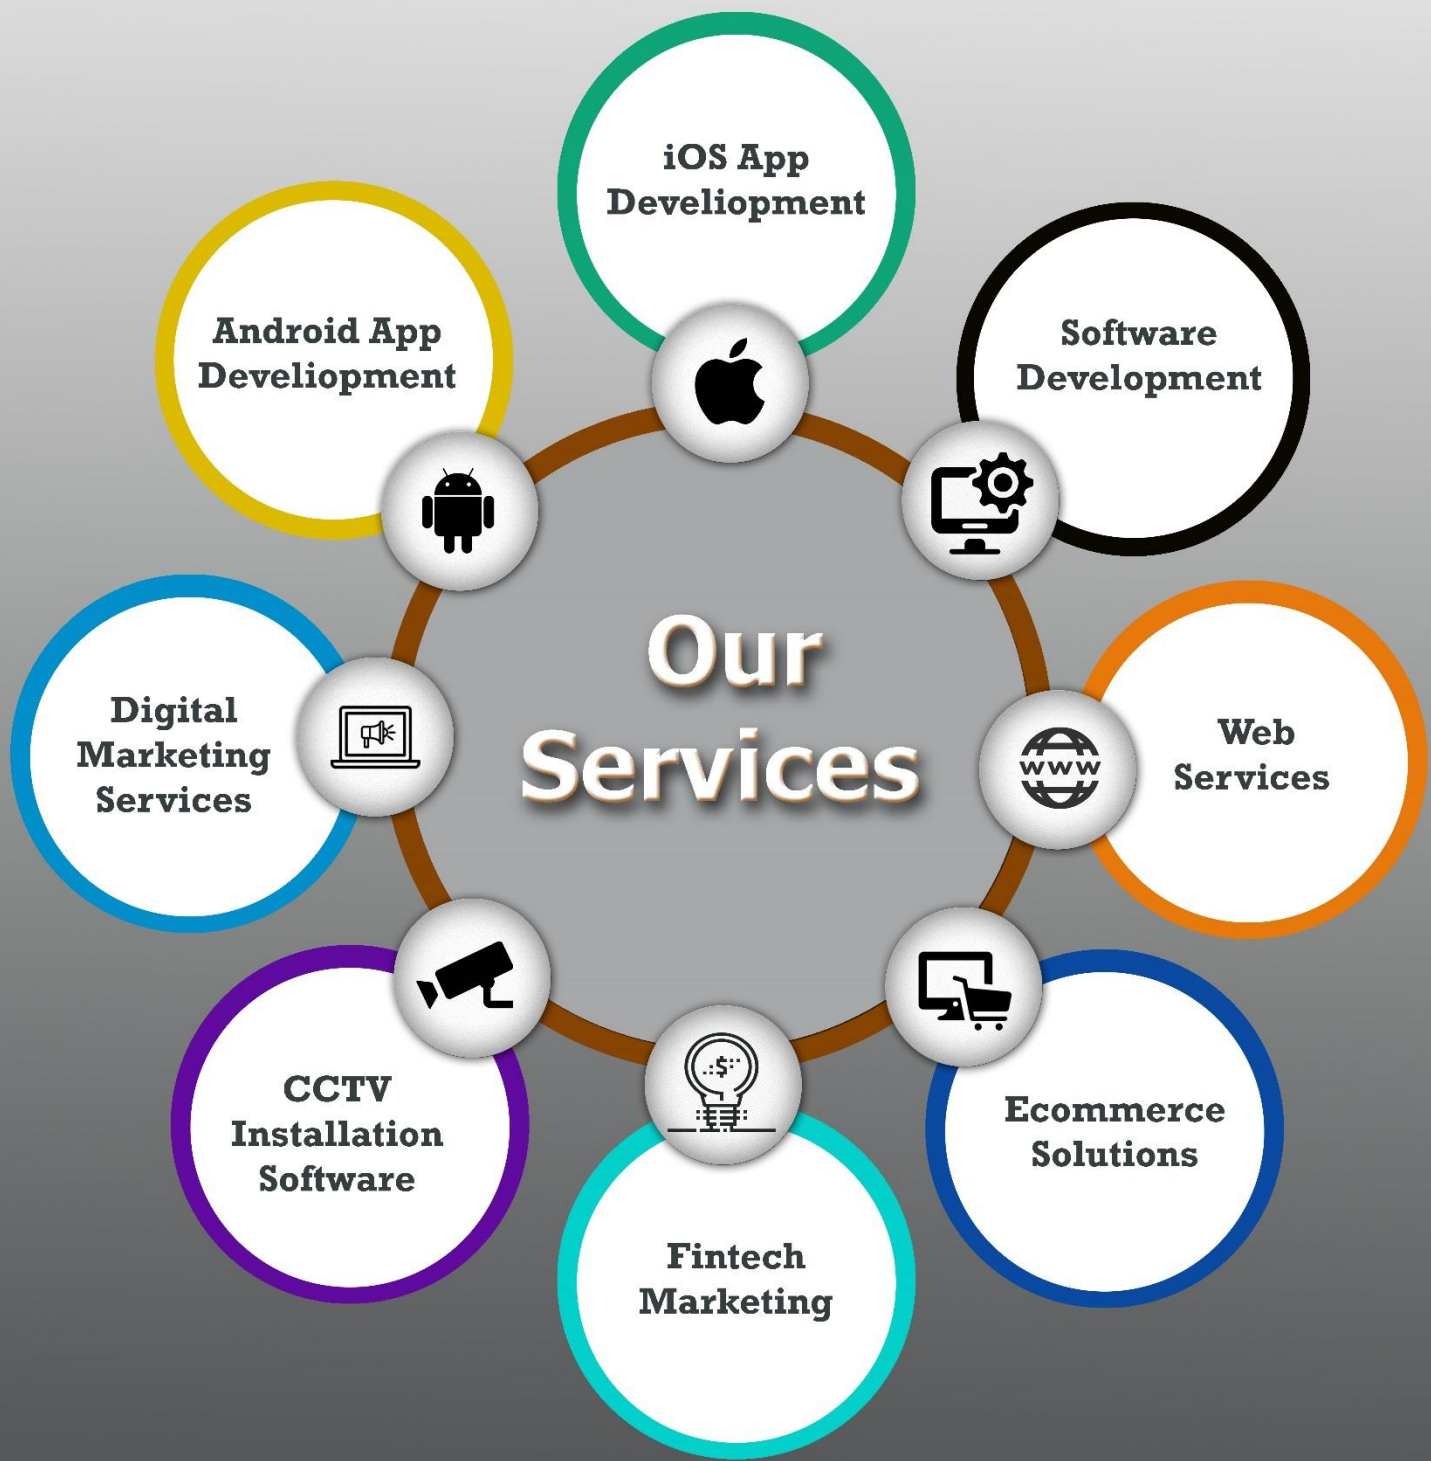 iOS App
Develiopment
Software
Development
Web
Services
Ecommerce
Solutions
Fintech
Marketing
CCTV
Installation
Software
Digital
Marketing
Services
Android App
Develiopment
Our
Services
WWW
$